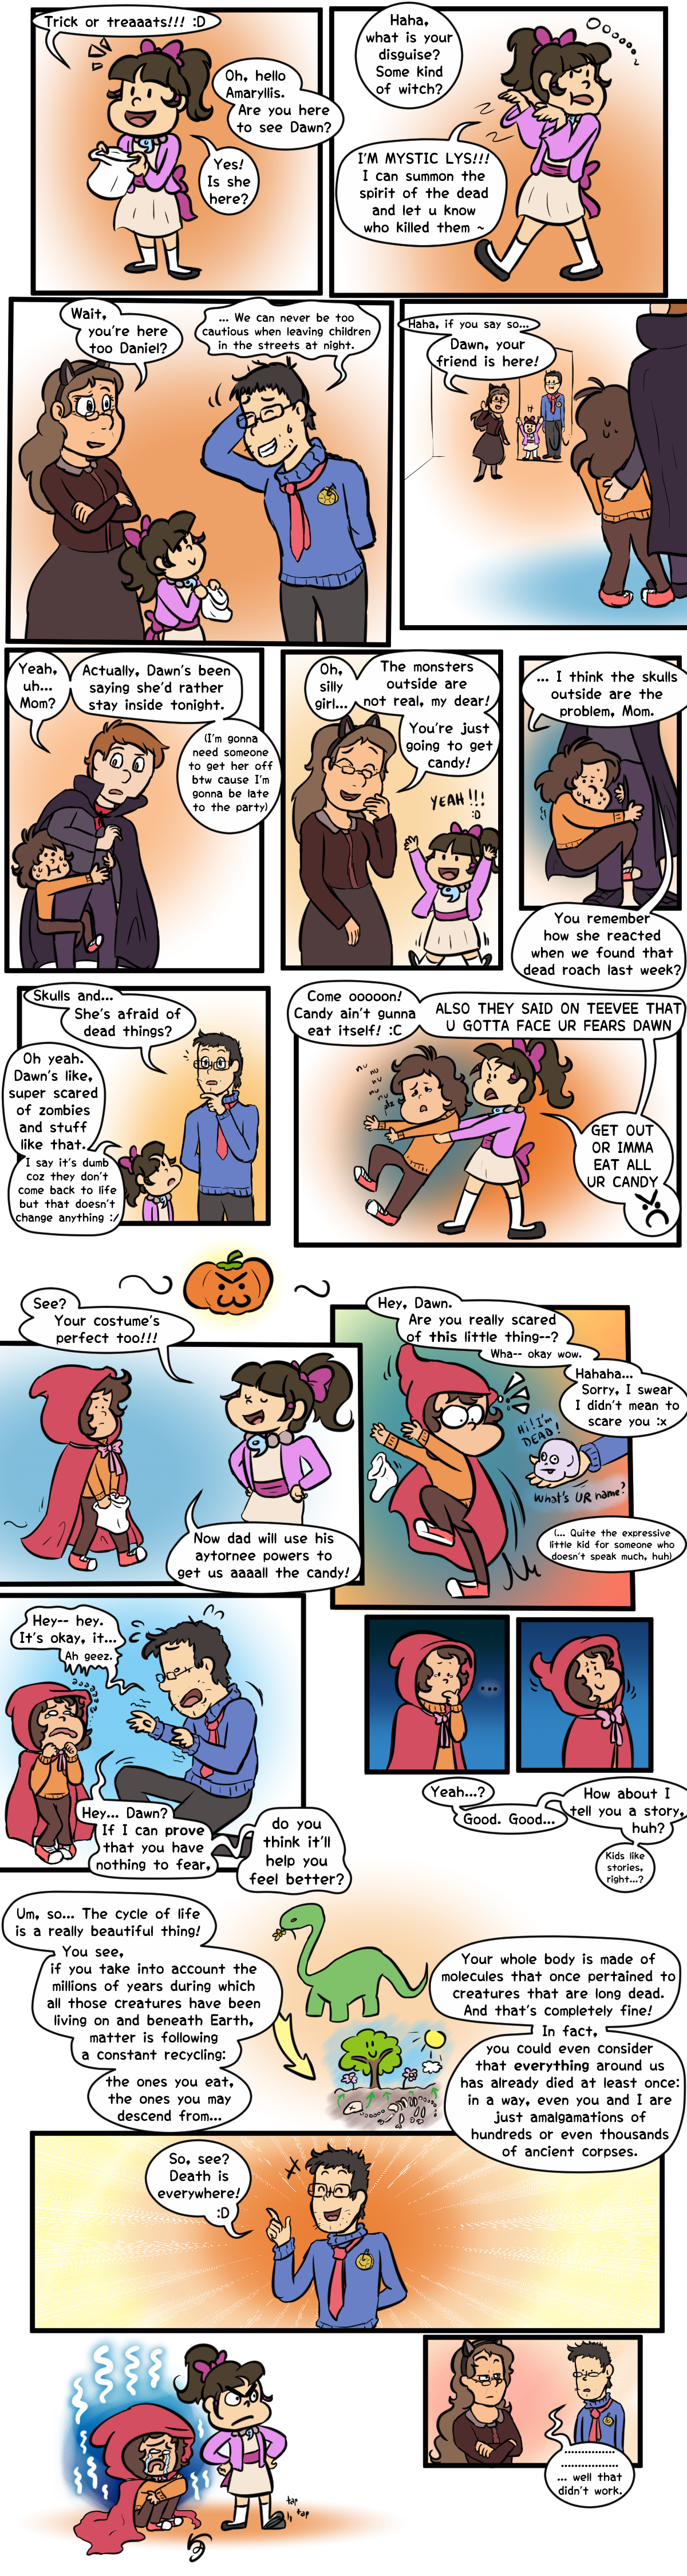 Trick or treaaats!!! :D
Oh, hello
Amaryllis.
Are you here
to see Dawn?
Yes!
Is she
here?
Haha,
what is your
disguise?
Some kind
of witch?
I'M MYSTIC LYS!!!
I can summon the
spirit of the dead
and let u know
who killed them ~
Wait,
you're here
too Daniel?
... We can never be too
cautious when leaving children
in the streets at night.
Haha, if you say so...
Dawn, your
friend is here!
Yeah,
uh...
Mom?
Actually, Dawn's been
saying she'd rather
stay inside tonight.
(I'm gonna
need someone
to get her off
btw cause I'm
gonna be late
to the party)
Oh,
silly
girl...
The monsters
outside are
not real, my dear!
You're just
going to get
candy!
YEAH!!!
:D
... I think the skulls
outside are the
problem, Mom.
You remember
how she reacted
when we found that
dead roach last week?
Skulls and...
She's afraid of
dead things?
Oh yeah.
Dawn's like,
super scared
of zombies
and stuff
like that.
I say it's dumb
coz they don't
come back to life
but that doesn't
change anything :/
Come ooooon!
Candy ain't gunna
eat itself! :C
ALSO THEY SAID ON TEEVEE THAT
U GOTTA FACE UR FEARS DAWN
nu
nu
nu
nu
plz
GET OUT
OR IMMA
EAT ALL
UR CANDY
See?
Your costume's
perfect too!!!
Now dad will use his
aytornee powers to
get us aaaall the candy!
Hey, Dawn.
Are you really scared
of this little thing--?
Wha-- okay wow.
Hahaha...
Sorry, I swear
I didn't mean to
scare you :x
Hi! I'm
DEAD!
What's UR name?
(... Quite the expressive
little kid for someone who
doesn't speak much, huh)
Hey-- hey.
It's okay, it...
Ah geez.
Hey... Dawn?
If I can prove
that you have
nothing to fear,
do you
think it'll
help you
feel better?
...
Yeah...?
Good. Good...
How about I
tell you a story,
huh?
Kids like
stories,
right...?
Um, so... The cycle of life
is a really beautiful thing!
You see,
if you take into account the
millions of years during which
all those creatures have been
living on and beneath Earth,
matter is following
a constant recycling:
the ones you eat,
the ones you may
descend from...
Your whole body is made of
molecules that once pertained to
creatures that are long dead.
And that's completely fine!
In fact,
you could even consider
that everything around us
has already died at least once:
in a way, even you and I are
just amalgamations of
hundreds or even thousands
of ancient corpses.
So, see?
Death is
everywhere!
:D
tap
tap
...............
.................
... well that
didn't work.